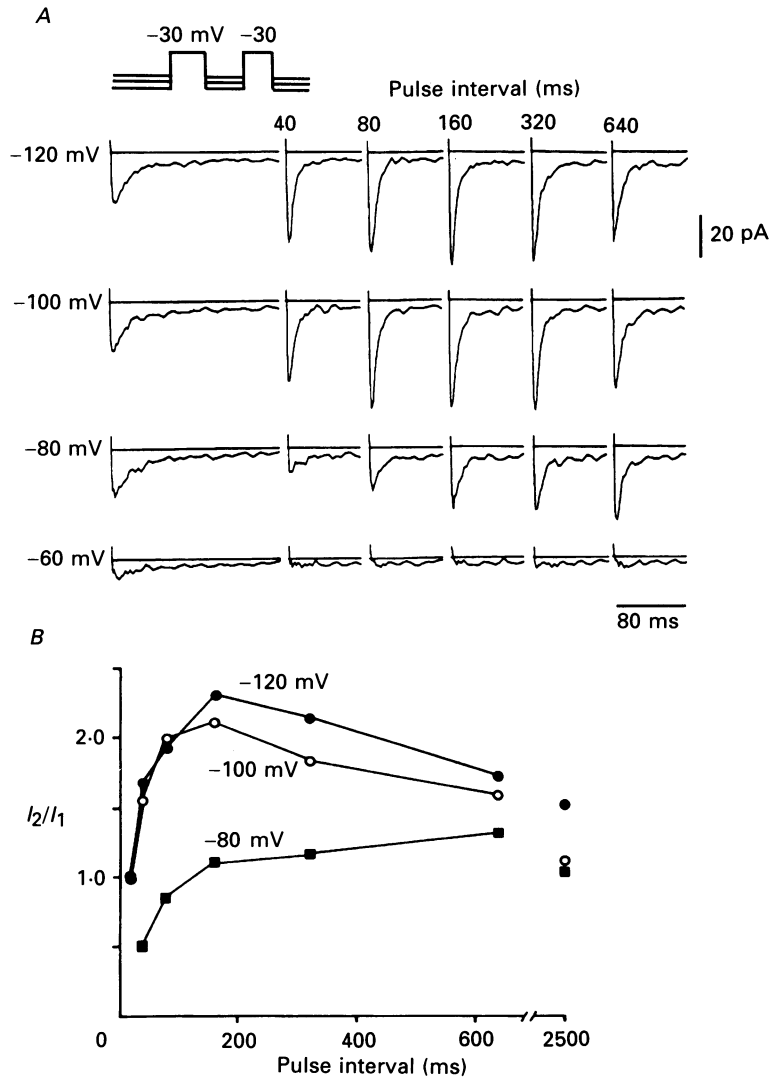 A
−30 mV −30
Pulse interval (ms)
40 80 160 320 640
−120 mV
20 pA
−100 mV
−80 mV
−60 mV
80 ms
B
−120 mV
2·0
−100 mV
I2/I1
−80 mV
1·0
0 200 400 600 2500
Pulse interval (ms)